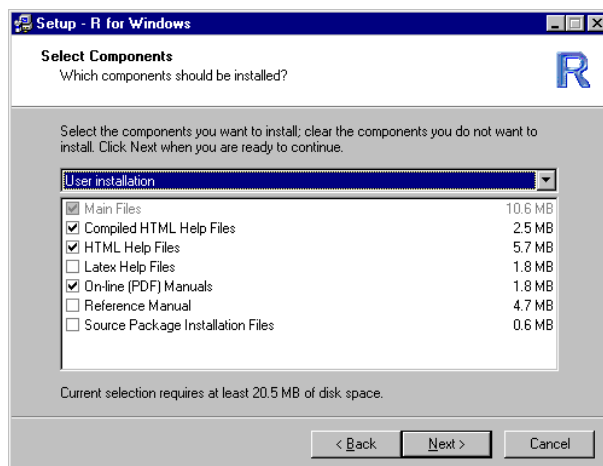 Setup - R for Windows
Select Components
Which components should be installed?
R
Select the components you want to install; clear the components you do not want to
install. Click Next when you are ready to continue.
User installation
Main Files 10.6 MB
Compiled HTML Help Files 2.5 MB
HTML Help Files 5.7 MB
Latex Help Files 1.8 MB
On-line (PDF) Manuals 1.8 MB
Reference Manual 4.7 MB
Source Package Installation Files 0.6 MB
Current selection requires at least 20.5 MB of disk space.
< Back Next > Cancel